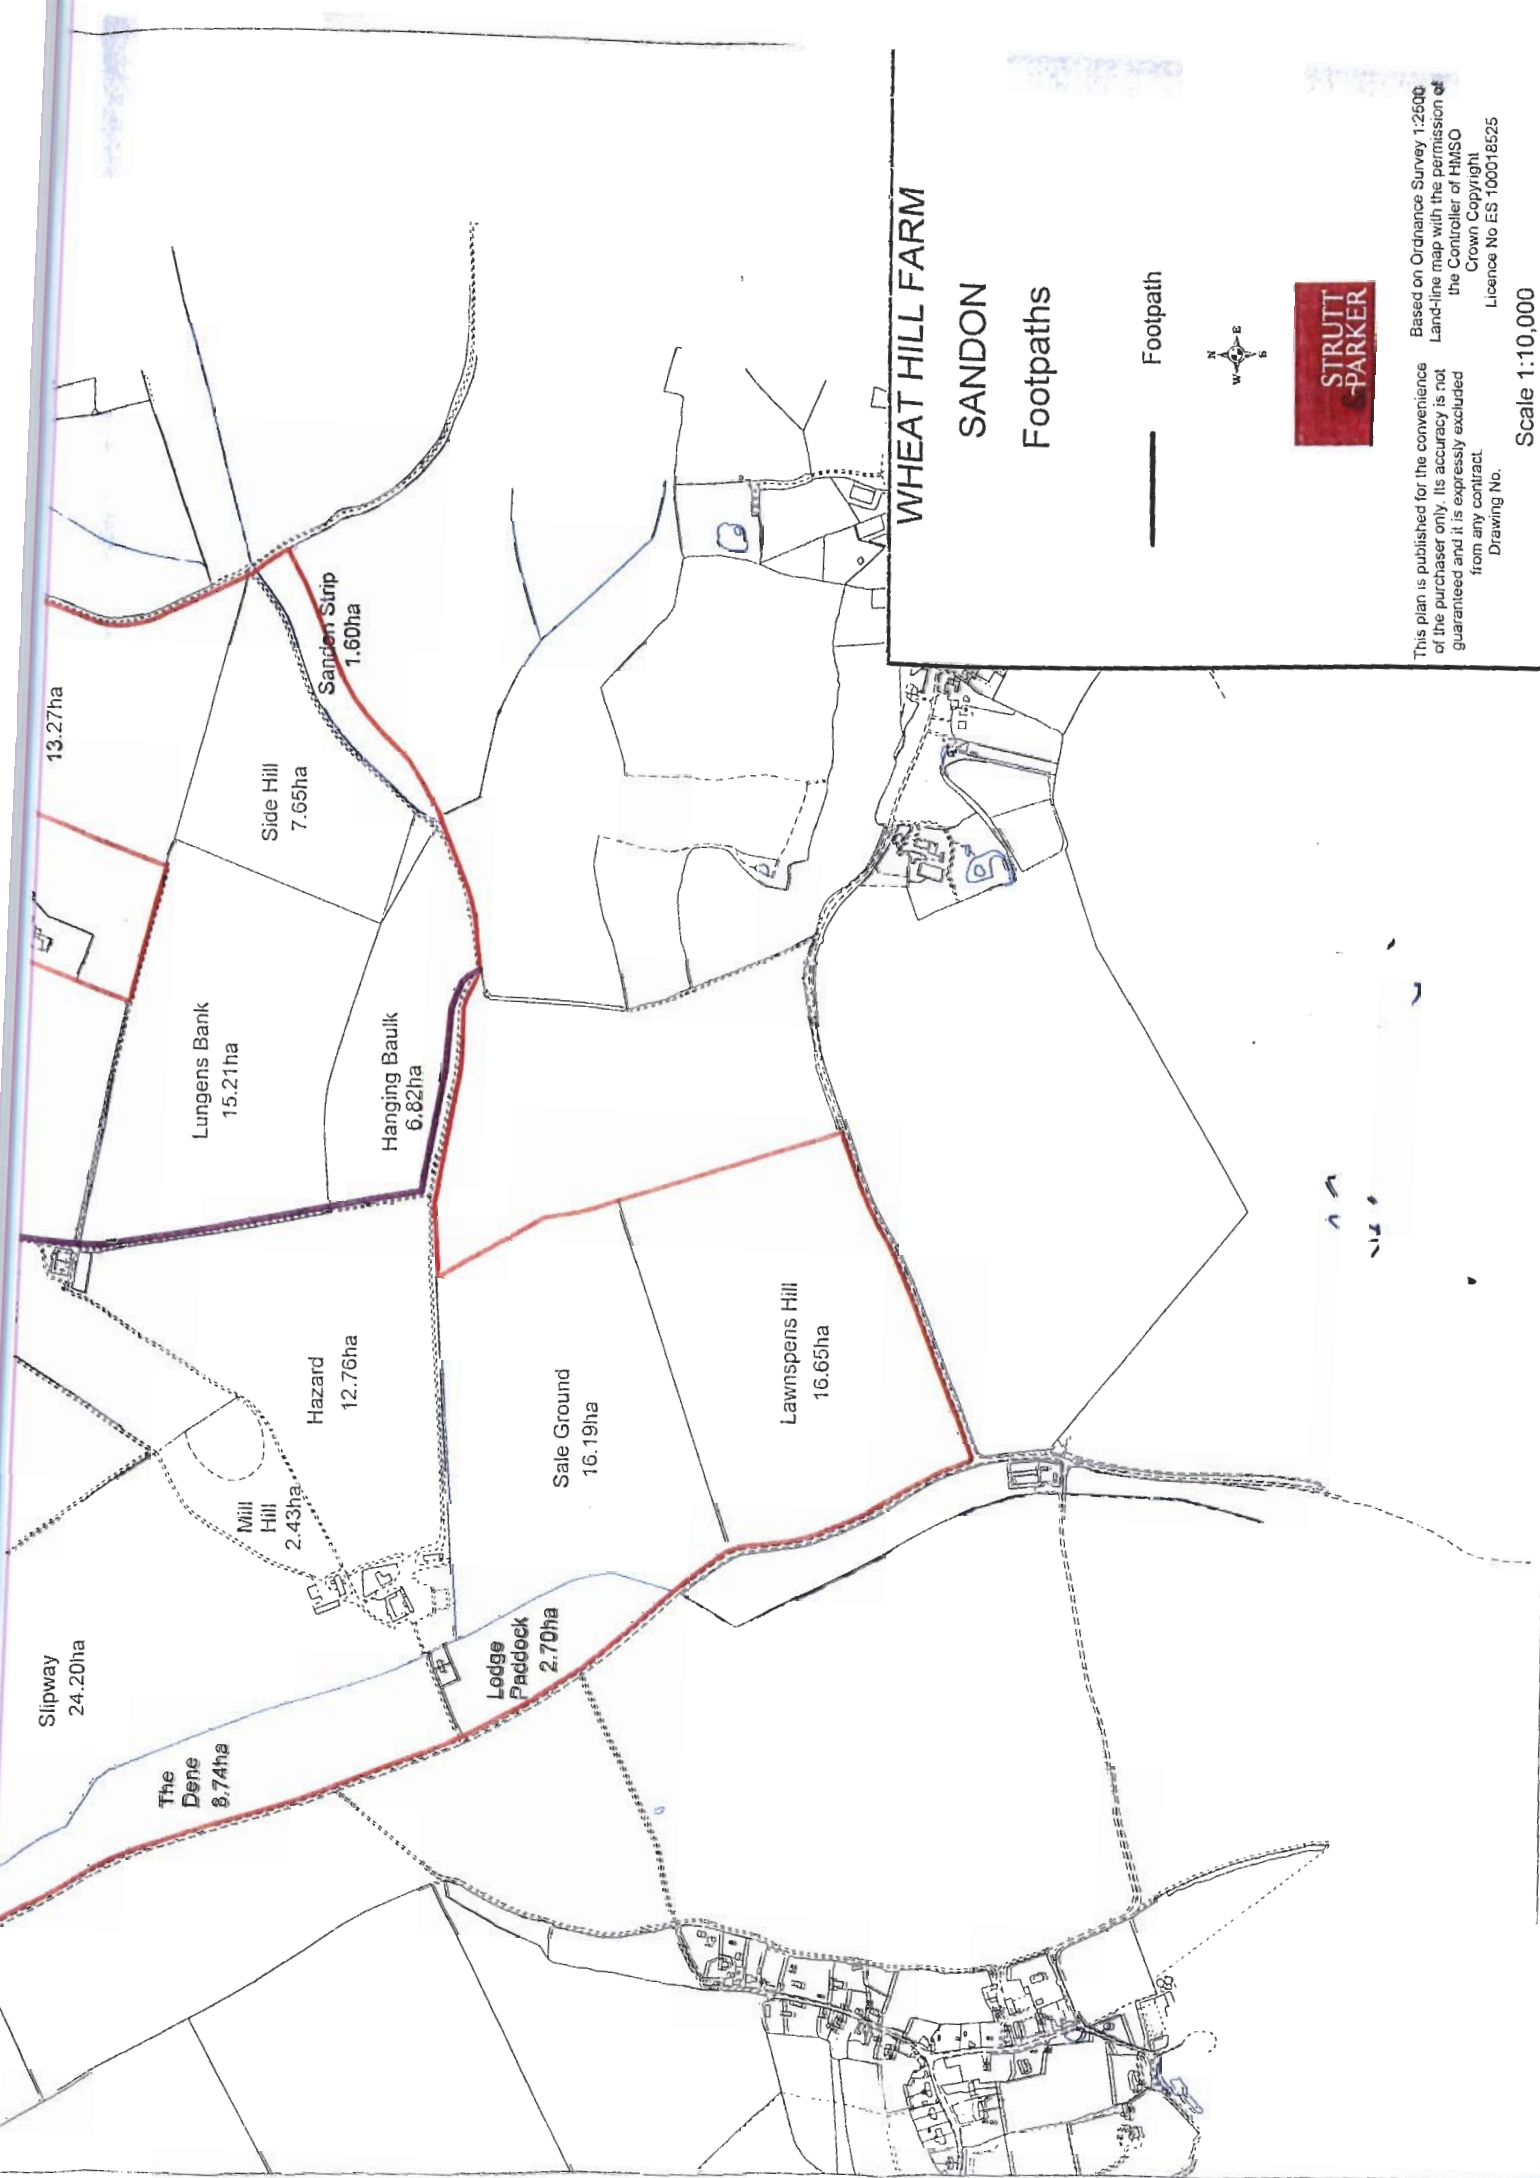 13.27ha
Side Hill
7.65ha
Sanden Strip
1.60ha
Lungens Bank
15.21ha
Hanging Baulk
6.82ha
Slipway
24.20ha
Mill
Hill
2.43ha
Hazard
12.76ha
The
Dene
8.74ha
Lodge
Paddock
2.70ha
Sale Ground
16.19ha
Lawnspens Hill
16.65ha
WHEAT HILL FARM
SANDON
Footpaths
Footpath
N
W E
S
STRUTT
&PARKER
This plan is published for the convenience
of the purchaser only. Its accuracy is not
guaranteed and it is expressly excluded
from any contract.
Drawing No.
Based on Ordnance Survey 1:2500
Land-line map with the permission of
the Controller of HMSO
Crown Copyright
Licence No ES 100018525
Scale 1:10,000